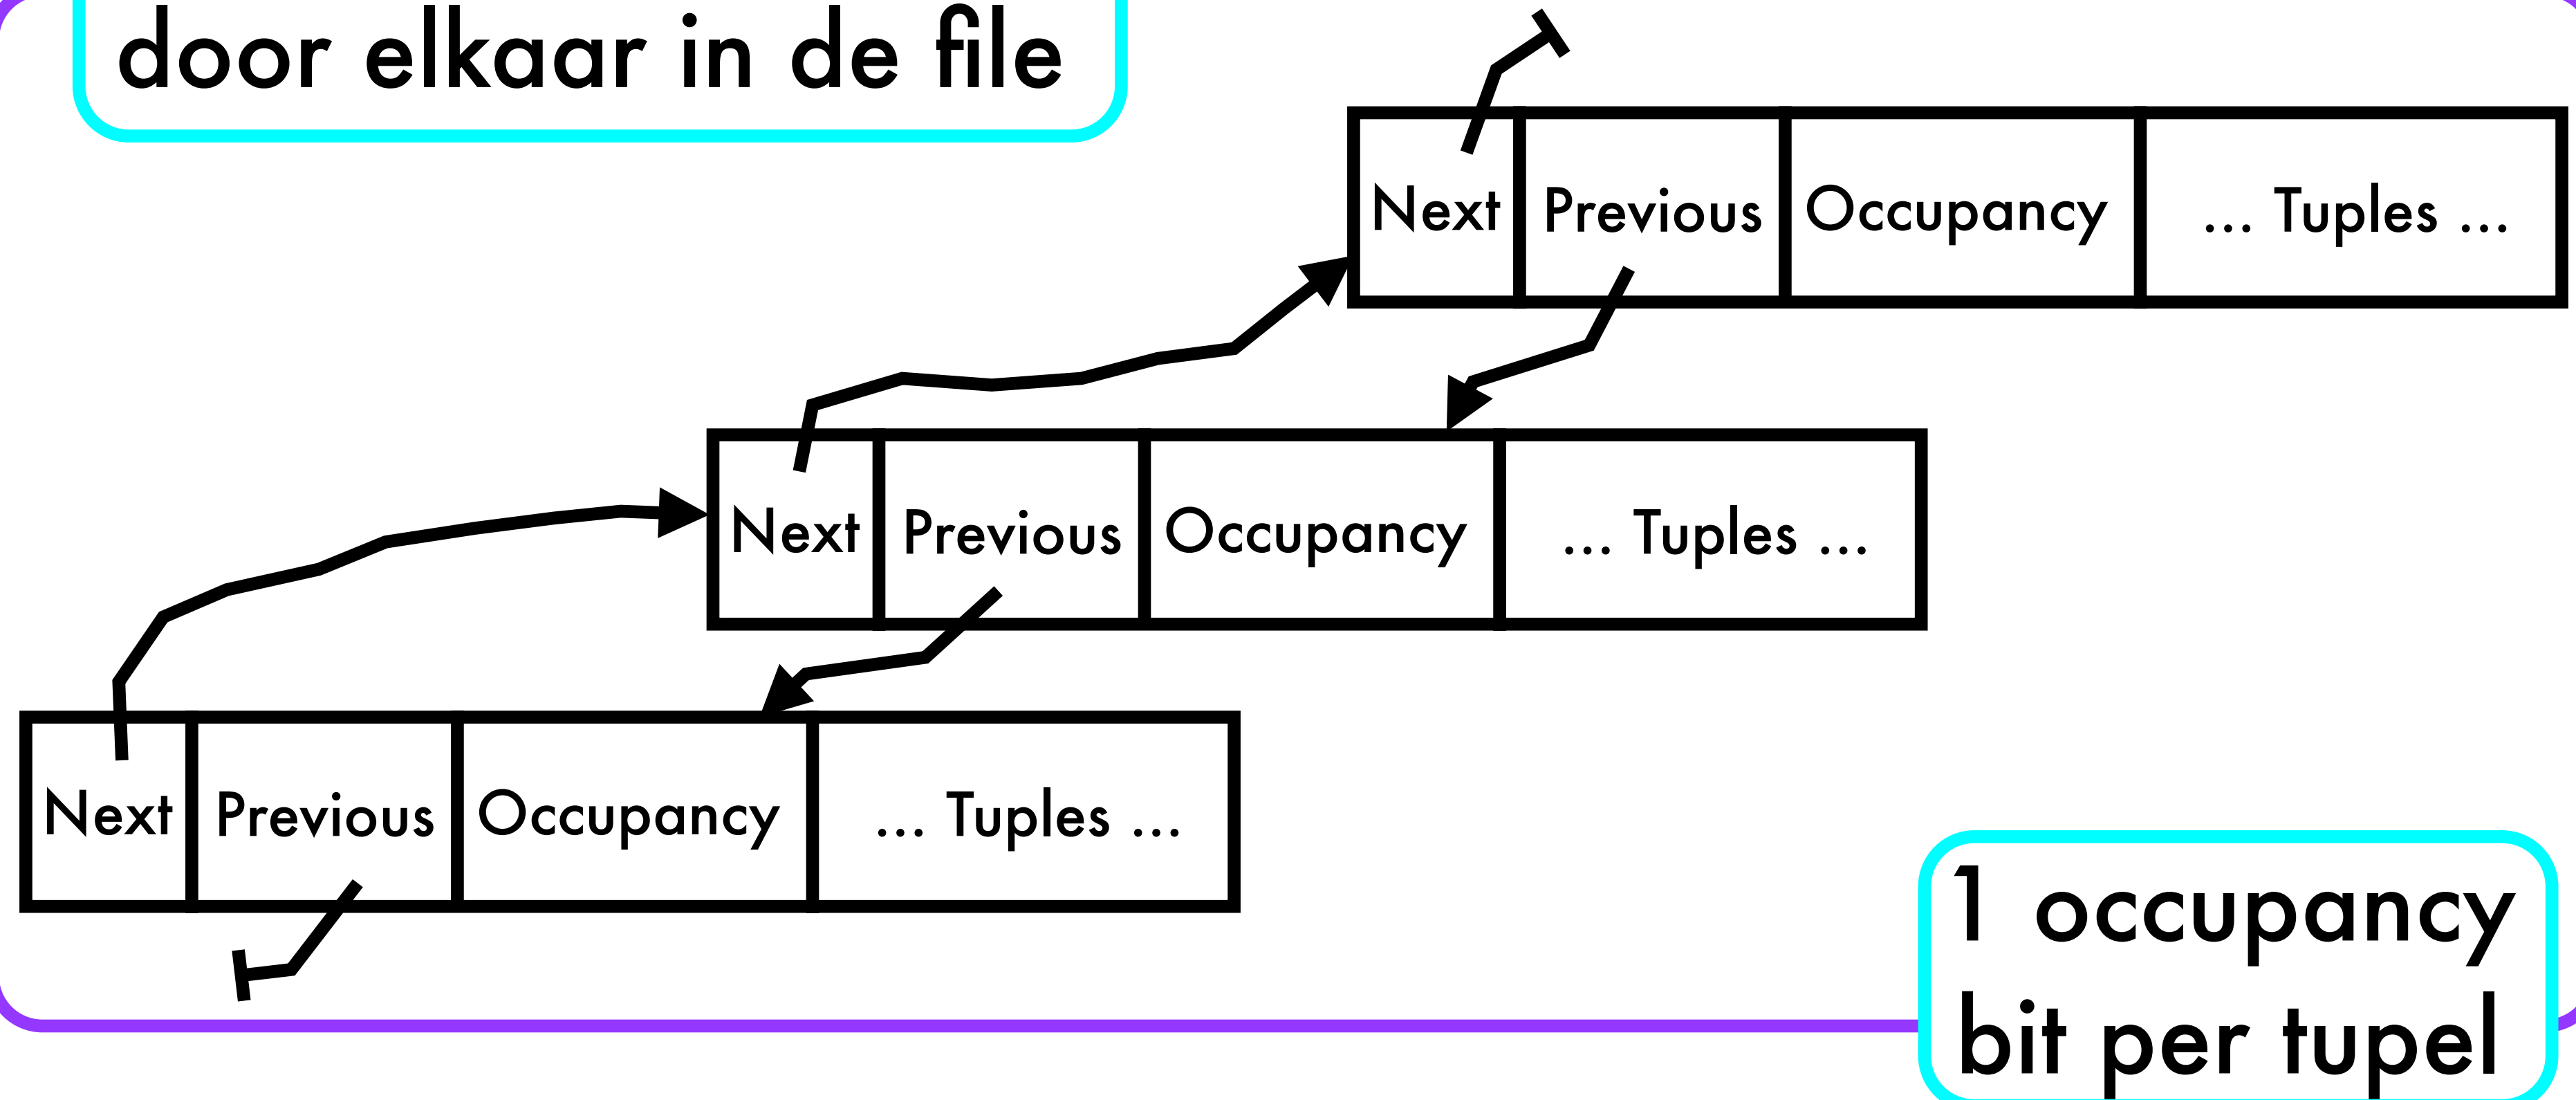 door elkaar in de file
Next Previous Occupancy ... Tuples ...
Next Previous Occupancy ... Tuples ...
Next Previous Occupancy ... Tuples ...
1 occupancy
bit per tupel